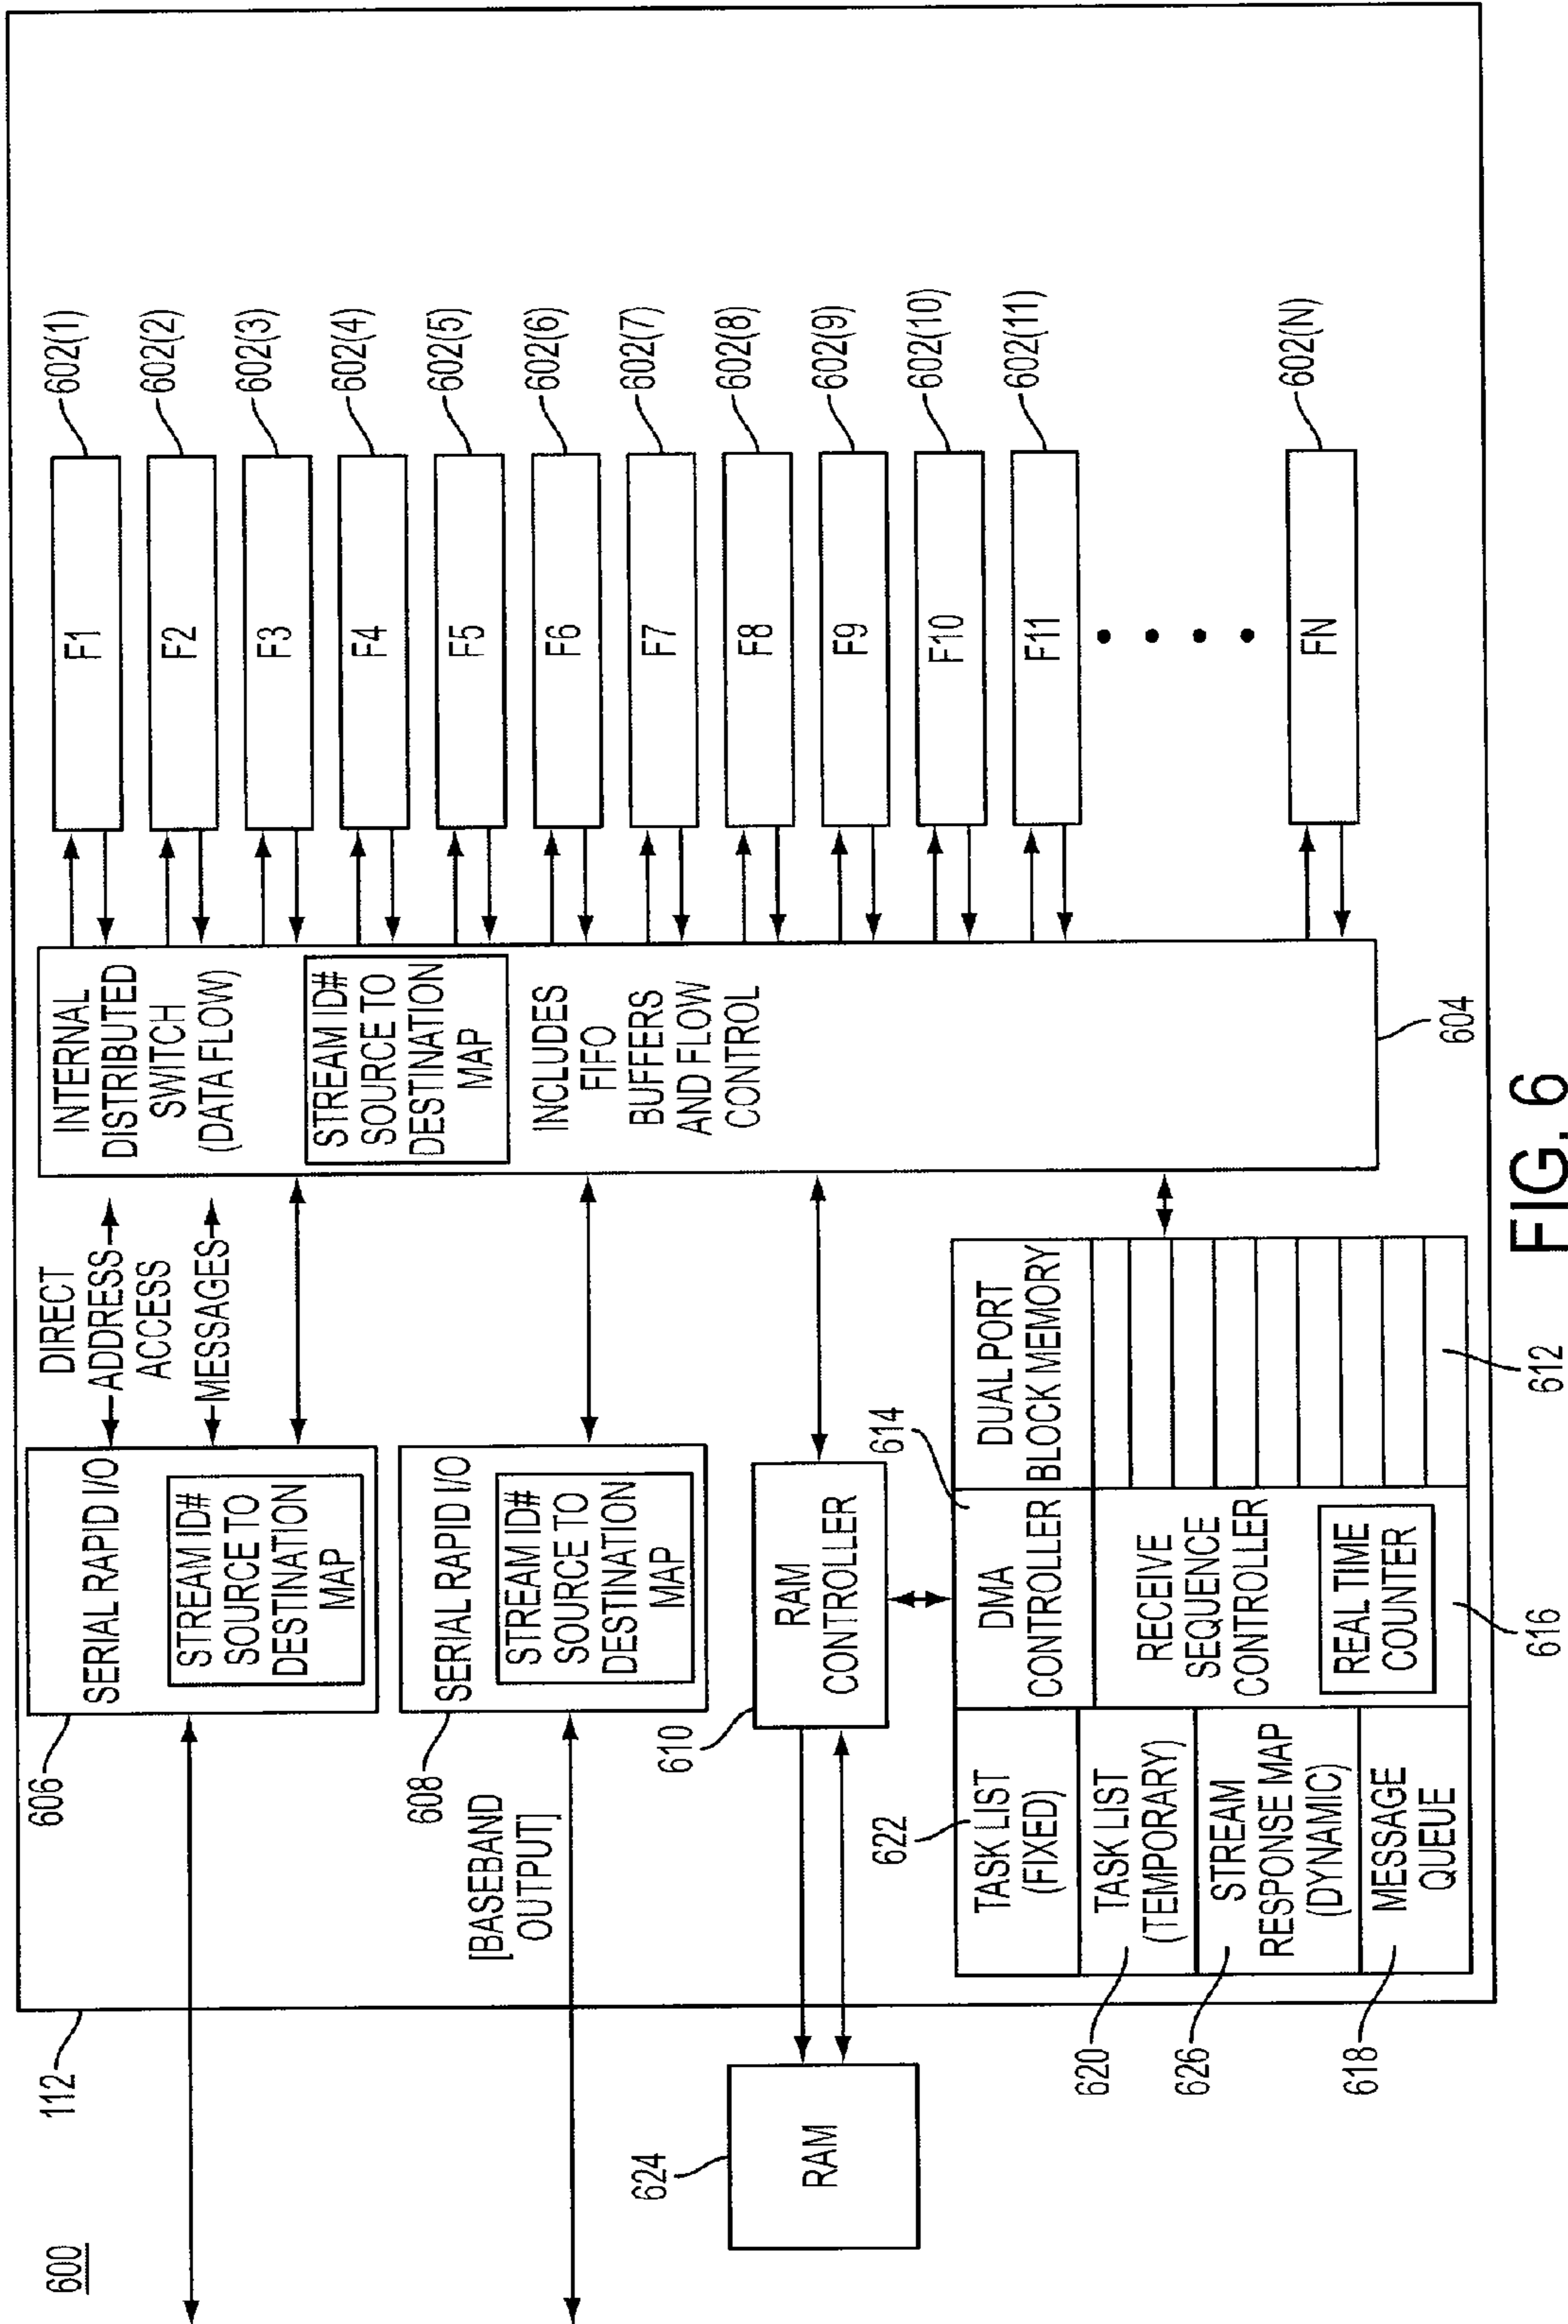 600
112
606
SERIAL RAPID I/O
STREAM ID#
SOURCE TO
DESTINATION
MAP
DIRECT
ADDRESS
ACCESS
MESSAGES
608
[BASEBAND
OUTPUT]
SERIAL RAPID I/O
STREAM ID#
SOURCE TO
DESTINATION
MAP
624
RAM
610
RAM
CONTROLLER
622
TASK LIST
(FIXED)
620
TASK LIST
(TEMPORARY)
626
STREAM
RESPONSE MAP
(DYNAMIC)
618
MESSAGE
QUEUE
614
DMA
CONTROLLER
RECEIVE
SEQUENCE
CONTROLLER
REAL TIME
COUNTER
616
DUAL PORT
BLOCK MEMORY
612
INTERNAL
DISTRIBUTED
SWITCH
(DATA FLOW)
STREAM ID#
SOURCE TO
DESTINATION
MAP
INCLUDES
FIFO
BUFFERS
AND FLOW
CONTROL
604
F1
602(1)
F2
602(2)
F3
602(3)
F4
602(4)
F5
602(5)
F6
602(6)
F7
602(7)
F8
602(8)
F9
602(9)
F10
602(10)
F11
602(11)
FN
602(N)
FIG. 6